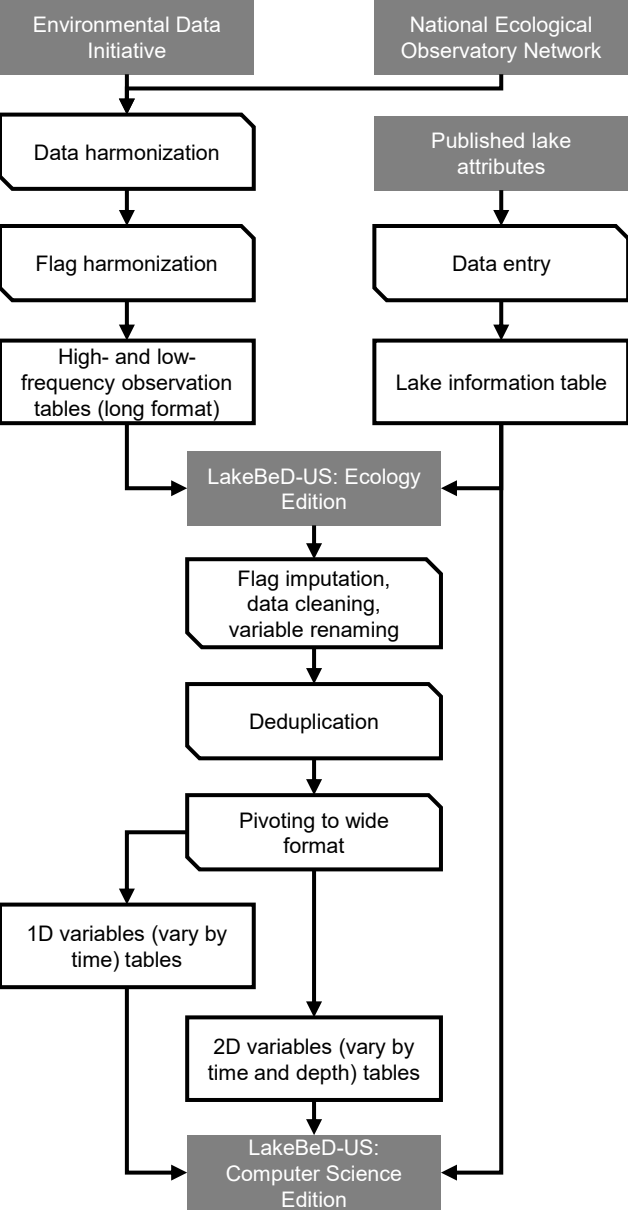 Environmental Data
Initiative
National Ecological
Observatory Network
Data harmonization
Published lake
attributes
Flag harmonization
Data entry
High- and low-
frequency observation
tables (long format)
Lake information table
LakeBeD-US: Ecology
Edition
Flag imputation,
data cleaning,
variable renaming
Deduplication
Pivoting to wide
format
1D variables (vary by
time) tables
2D variables (vary by
time and depth) tables
LakeBeD-US:
Computer Science
Edition